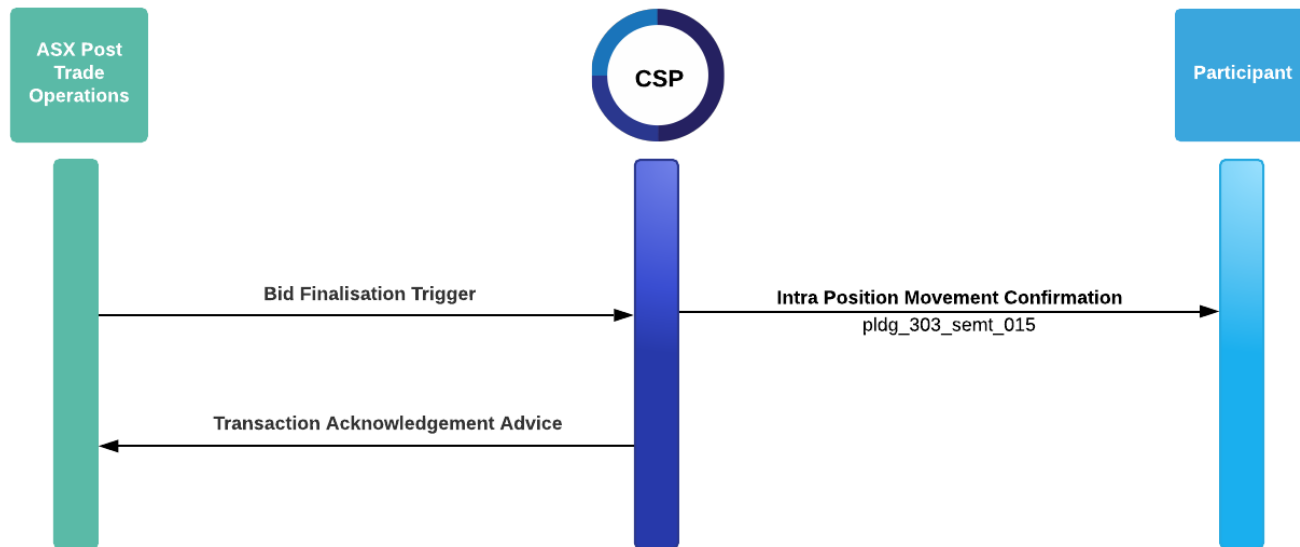 ASX Post
Trade
Operations
CSP
Participant
Bid Finalisation Trigger
Intra Position Movement Confirmation
pldg_303_semt_015
Transaction Acknowledgement Advice